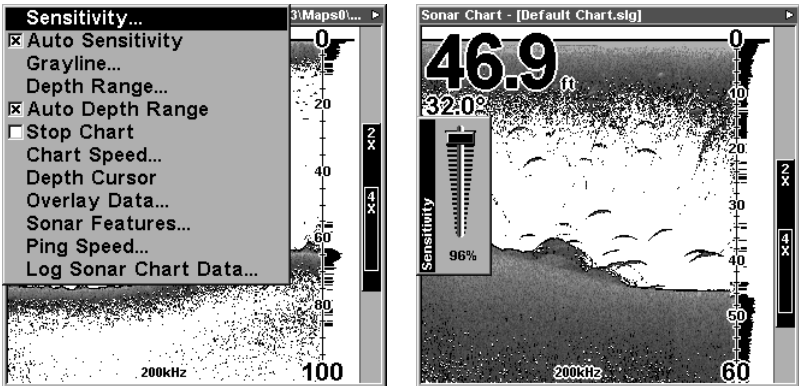 Sensitivity...
Auto Sensitivity
Grayline...
Depth Range...
Auto Depth Range
Stop Chart
Chart Speed...
Depth Cursor
Overlay Data...
Sonar Features...
Ping Speed...
Log Sonar Chart Data...
3\Maps0\...
0
20
40
60
80
100
2X
4X
200kHz
Sonar Chart - [Default Chart.slg]
46.9 ft
32.0°
Sensitivity
96%
0
10
20
30
40
50
60
2X
4X
200kHz